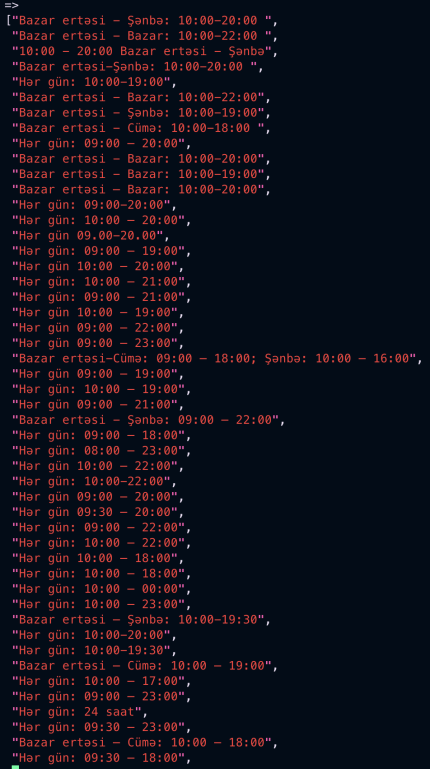 =>
["Bazar ertəsi – Şənbə: 10:00-20:00 ",
"Bazar ertəsi – Bazar: 10:00-22:00 ",
"10:00 – 20:00 Bazar ertəsi – Şənbə",
"Bazar ertəsi-Şənbə: 10:00-20:00 ",
"Hər gün: 10:00-19:00",
"Bazar ertəsi – Bazar: 10:00-22:00",
"Bazar ertəsi – Şənbə: 10:00-19:00",
"Bazar ertəsi – Cümə: 10:00-18:00 ",
"Hər gün: 09:00 – 20:00",
"Bazar ertəsi – Bazar: 10:00-20:00",
"Bazar ertəsi – Bazar: 10:00-19:00",
"Bazar ertəsi – Bazar: 10:00-20:00",
"Hər gün: 09:00-20:00",
"Hər gün: 10:00 – 20:00",
"Hər gün 09.00-20.00",
"Hər gün: 09:00 – 19:00",
"Hər gün 10:00 – 20:00",
"Hər gün: 10:00 – 21:00",
"Hər gün: 09:00 – 21:00",
"Hər gün 10:00 – 19:00",
"Hər gün 09:00 – 22:00",
"Hər gün 09:00 – 23:00",
"Bazar ertəsi-Cümə: 09:00 – 18:00; Şənbə: 10:00 – 16:00",
"Hər gün 09:00 – 19:00",
"Hər gün: 10:00 – 19:00",
"Hər gün 09:00 – 21:00",
"Bazar ertəsi – Şənbə: 09:00 – 22:00",
"Hər gün: 09:00 – 18:00",
"Hər gün: 08:00 – 23:00",
"Hər gün 10:00 – 22:00",
"Hər gün: 10:00-22:00",
"Hər gün 09:00 – 20:00",
"Hər gün 09:30 – 20:00",
"Hər gün: 09:00 – 22:00",
"Hər gün: 10:00 – 22:00",
"Hər gün 10:00 – 18:00",
"Hər gün: 10:00 – 18:00",
"Hər gün: 10:00 – 00:00",
"Hər gün: 10:00 – 23:00",
"Bazar ertəsi – Şənbə: 10:00-19:30",
"Hər gün: 10:00-20:00",
"Hər gün: 10:00-19:30",
"Bazar ertəsi – Cümə: 10:00 – 19:00",
"Hər gün: 10:00 – 17:00",
"Hər gün: 09:00 – 23:00",
"Hər gün: 24 saat",
"Hər gün: 09:30 – 23:00",
"Bazar ertəsi – Cümə: 10:00 – 18:00",
"Hər gün: 09:30 – 18:00",